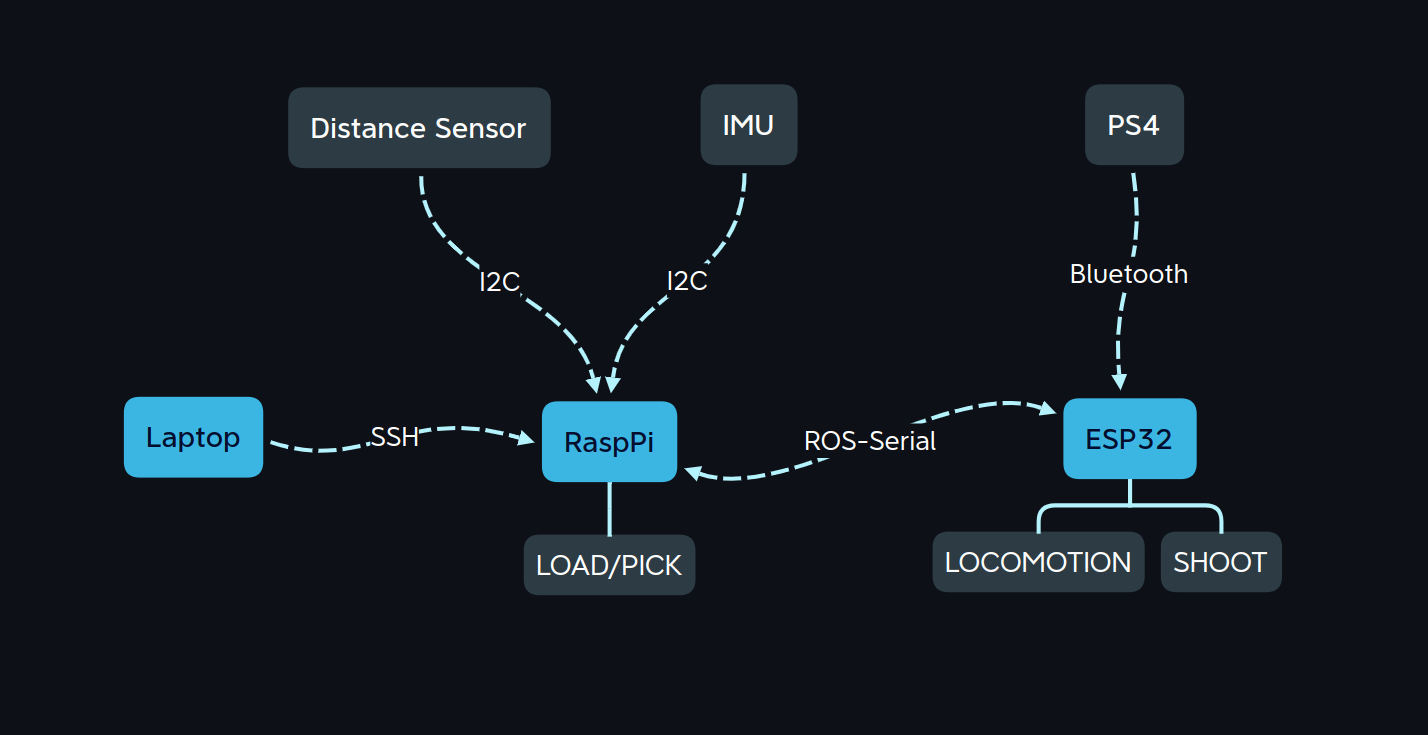 Distance Sensor
IMU
PS4
I2C
I2C
Bluetooth
Laptop
SSH
RaspPi
ROS-Serial
ESP32
LOAD/PICK
LOCOMOTION
SHOOT